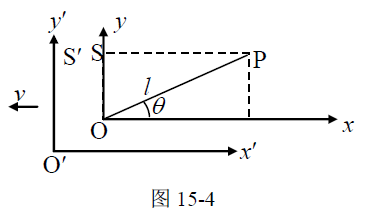 y′ y
S′ S P
v l θ
O x
O′ x′
图 15-4